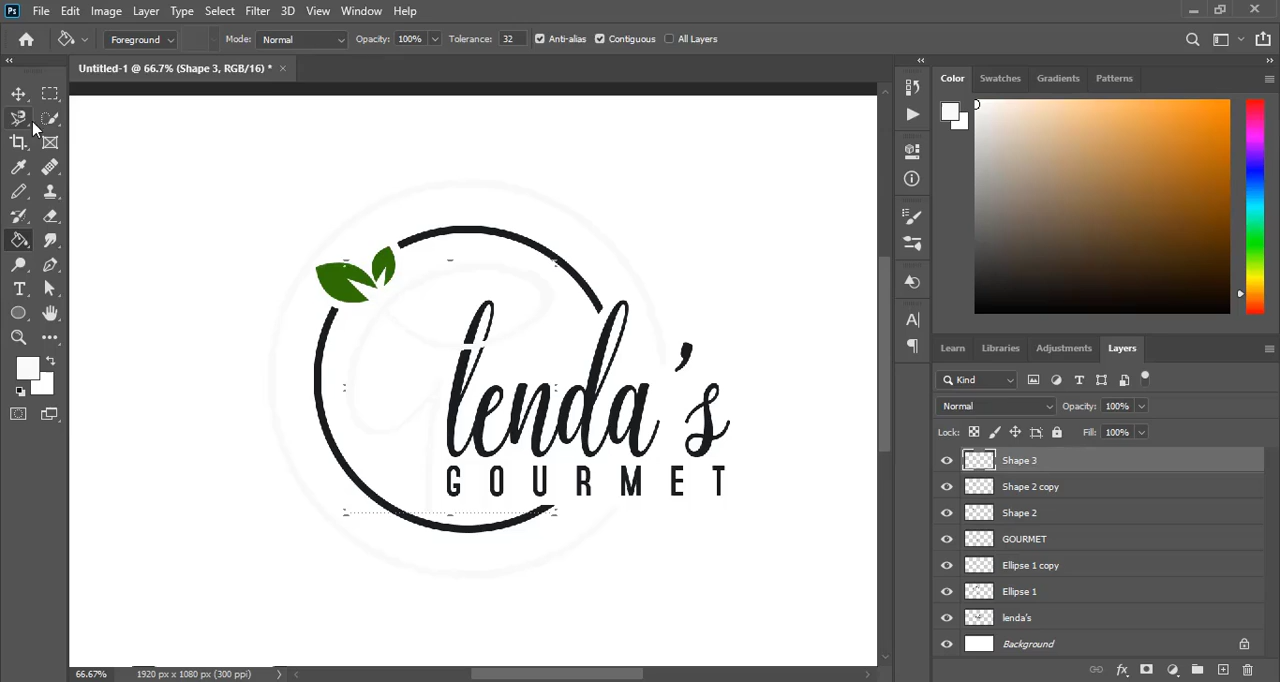 Ps File Edit Image Layer Type Select Filter 3D View Window Help
Foreground Mode: Normal Opacity: 100% Tolerance: 32 Anti-alias Contiguous All Layers
Untitled-1 @ 66.7% (Shape 3, RGB/16) * ×
Color Swatches Gradients Patterns
lenda's
GOURMET
Learn Libraries Adjustments Layers
Kind
Normal Opacity: 100%
Lock: Fill: 100%
Shape 3
Shape 2 copy
Shape 2
GOURMET
Ellipse 1 copy
Ellipse 1
lenda's
Background
66.67% 1920 px x 1080 px (300 ppi)